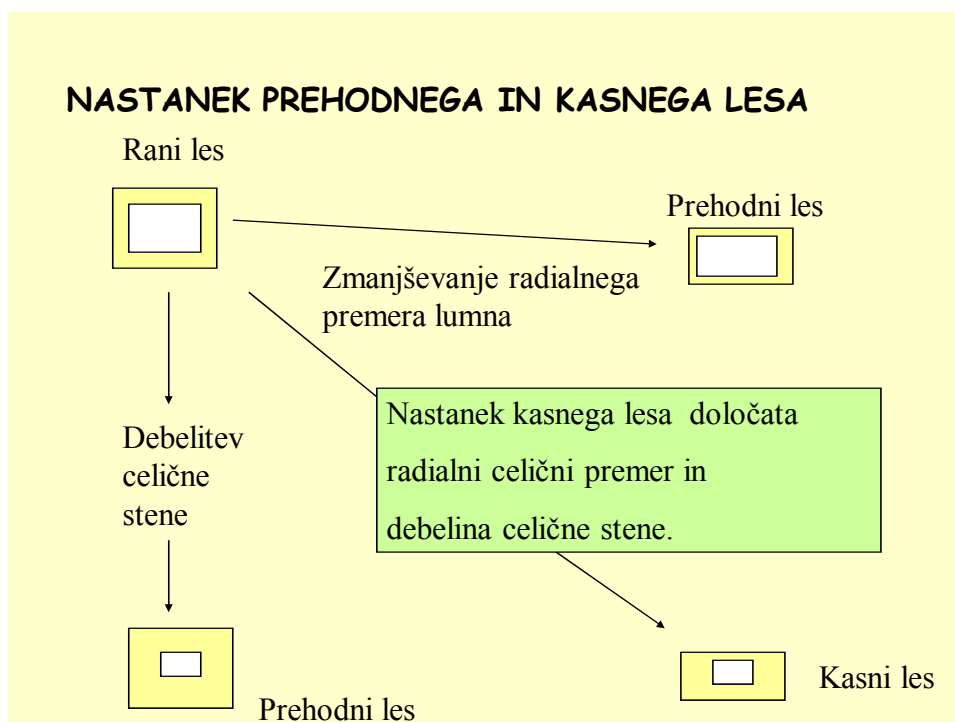 NASTANEK PREHODNEGA IN KASNEGA LESA
Rani les
Prehodni les
Zmanjševanje radialnega
premera lumna
Nastanek kasnega lesa določata
radialni celični premer in
debelina celične stene.
Debelitev
celične
stene
Kasni les
Prehodni les